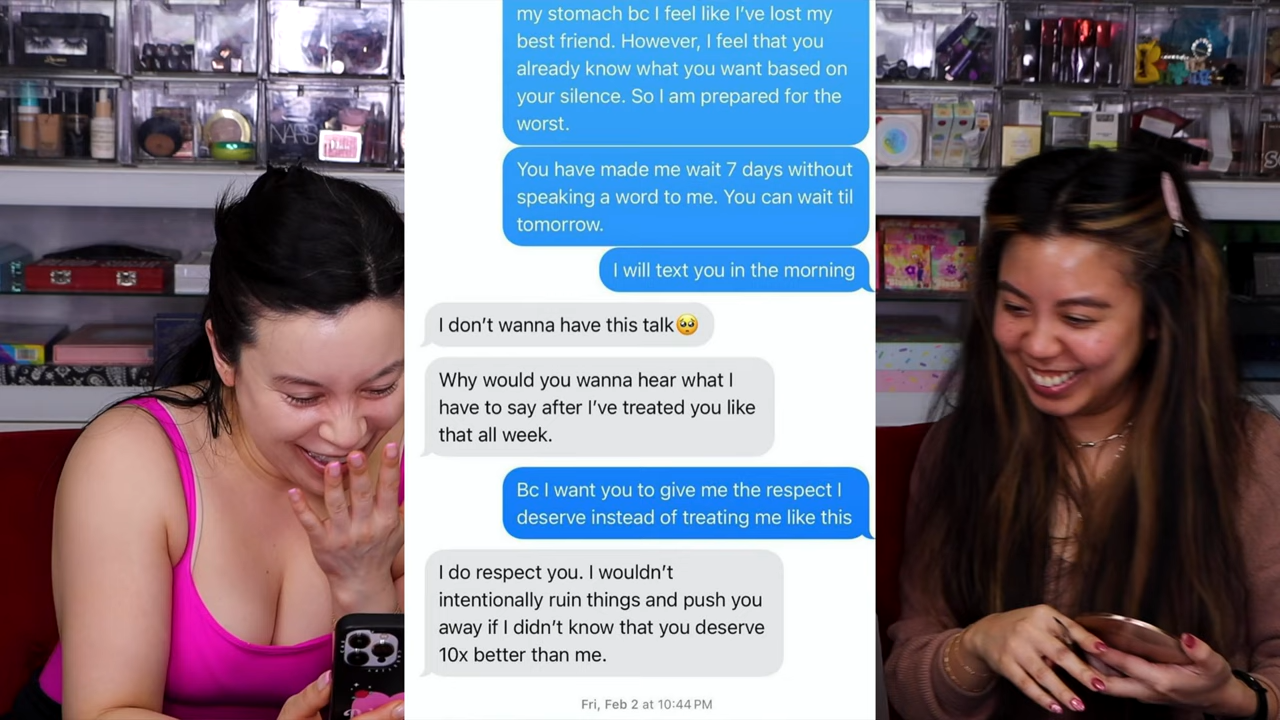 NARS
my stomach bc I feel like I've lost my
best friend. However, I feel that you
already know what you want based on
your silence. So I am prepared for the
worst.
You have made me wait 7 days without
speaking a word to me. You can wait til
tomorrow.
I will text you in the morning
I don't wanna have this talk🥺
Why would you wanna hear what I
have to say after I've treated you like
that all week.
Bc I want you to give me the respect I
deserve instead of treating me like this
I do respect you. I wouldn't
intentionally ruin things and push you
away if I didn't know that you deserve
10x better than me.
Fri, Feb 2 at 10:44 PM